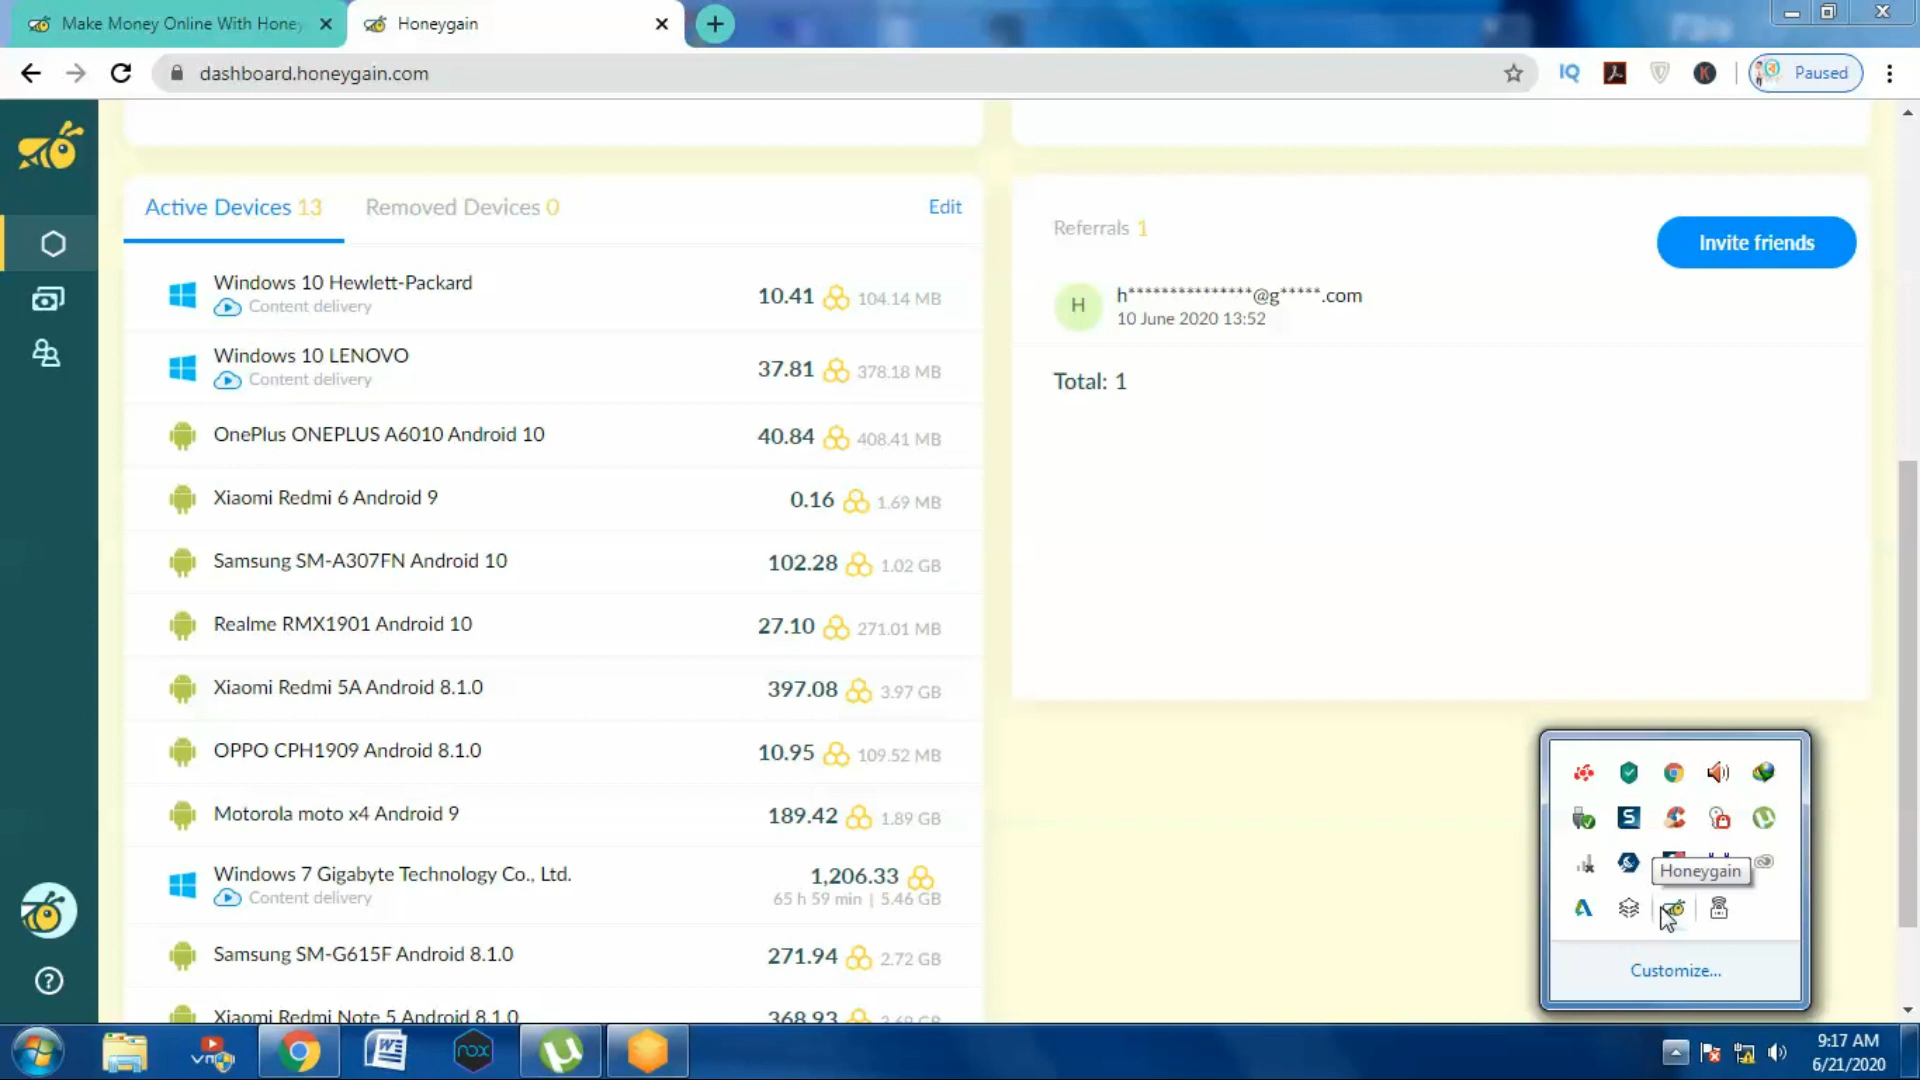 Make Money Online With Honey
Honeygain
dashboard.honeygain.com
IQ
K
Paused
Active Devices 13
Removed Devices 0
Edit
Windows 10 Hewlett-Packard
Content delivery
10.41
104.14 MB
Windows 10 LENOVO
Content delivery
37.81
378.18 MB
OnePlus ONEPLUS A6010 Android 10
40.84
408.41 MB
Xiaomi Redmi 6 Android 9
0.16
1.69 MB
Samsung SM-A307FN Android 10
102.28
1.02 GB
Realme RMX1901 Android 10
27.10
271.01 MB
Xiaomi Redmi 5A Android 8.1.0
397.08
3.97 GB
OPPO CPH1909 Android 8.1.0
10.95
109.52 MB
Motorola moto x4 Android 9
189.42
1.89 GB
Windows 7 Gigabyte Technology Co., Ltd.
Content delivery
1,206.33
65 h 59 min | 5.46 GB
Samsung SM-G615F Android 8.1.0
271.94
2.72 GB
Xiaomi Redmi Note 5 Android 8.1.0
368.93
Referrals 1
Invite friends
H
h***************@g*****.com
10 June 2020 13:52
Total: 1
S
Honeygain
Customize...
nox
9:17 AM
6/21/2020